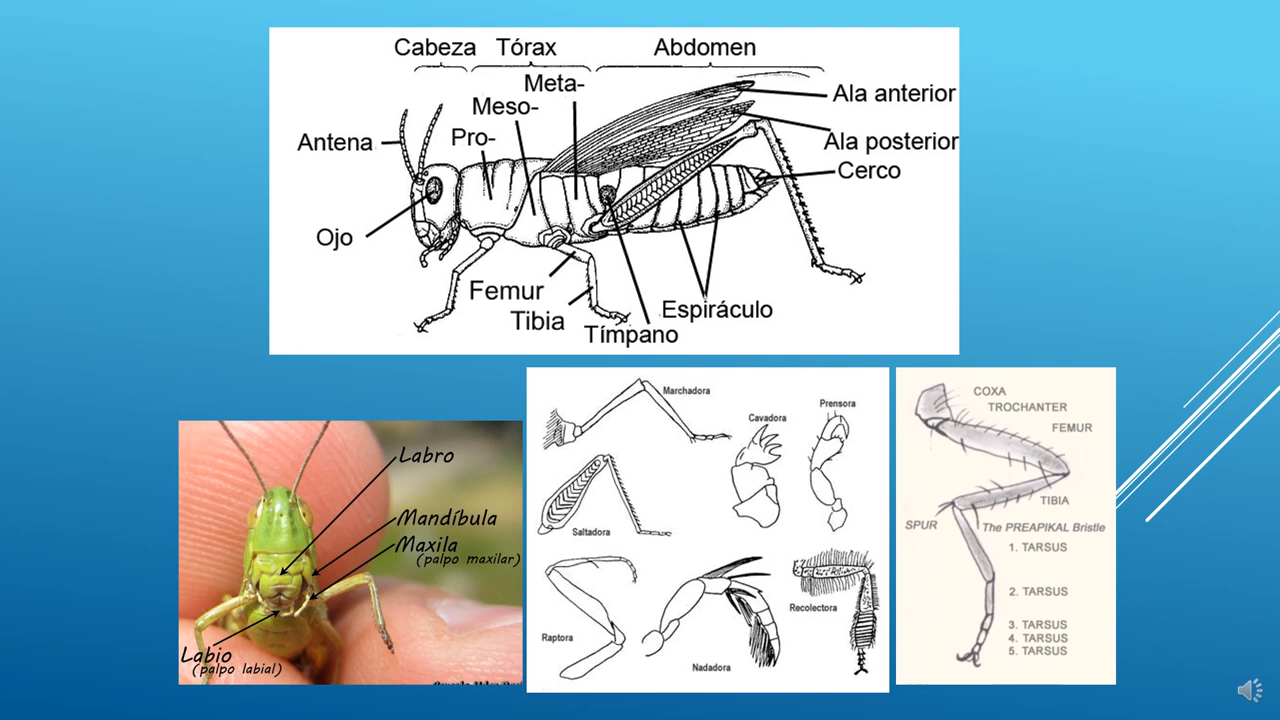 Cabeza Tórax Abdomen
Meta-
Meso-
Pro-
Antena
Ojo
Ala anterior
Ala posterior
Cerco
Femur
Tibia
Tímpano
Espiráculo
Labro
Mandíbula
Maxila
(palpo maxilar)
Labio
(palpo labial)
Marchadora
Cavadora
Prensora
Saltadora
Raptora
Nadadora
Recolectora
COXA
TROCHANTER
FEMUR
TIBIA
SPUR
The PREAPIKAL Bristle
1. TARSUS
2. TARSUS
3. TARSUS
4. TARSUS
5. TARSUS